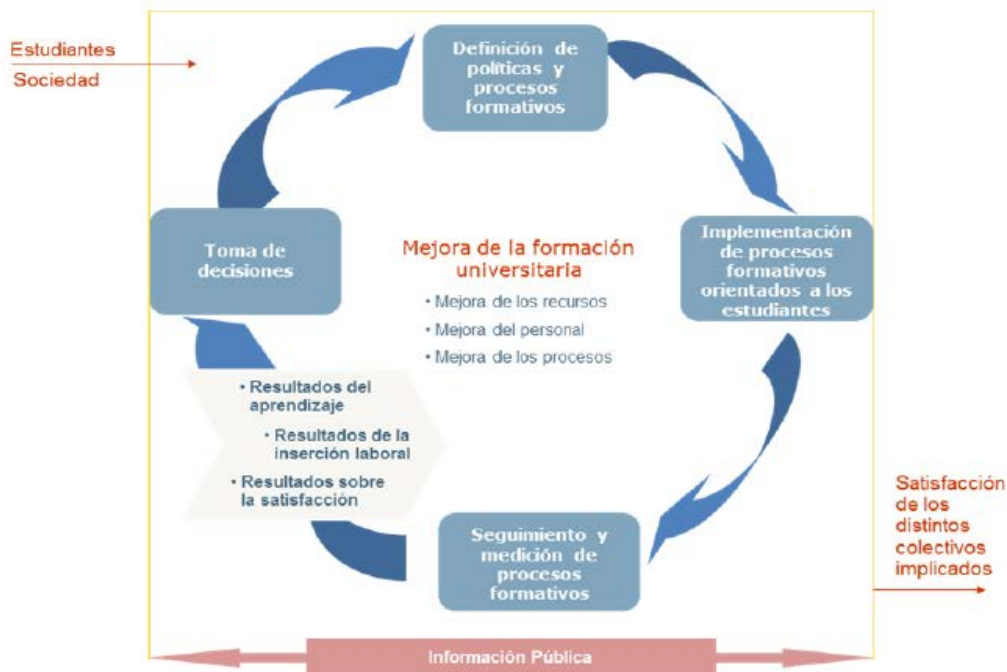 Estudiantes
Sociedad
Definición de
políticas y
procesos
formativos
Toma de
decisiones
Mejora de la formación
universitaria
• Mejora de los recursos
• Mejora del personal
• Mejora de los procesos
Implementación
de procesos
formativos
orientados a los
estudiantes
• Resultados del
aprendizaje
• Resultados de la
inserción laboral
• Resultados sobre
la satisfacción
Seguimiento y
medición de
procesos
formativos
Satisfacción
de los
distintos
colectivos
implicados
Información Pública